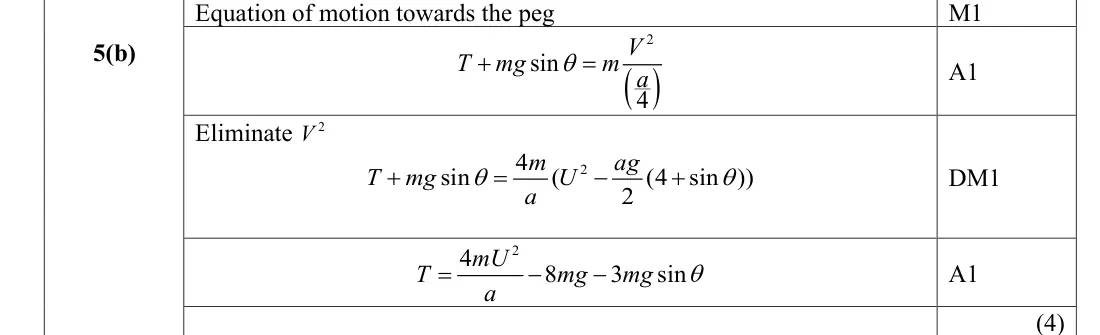 Equation of motion towards the peg M1
5(b)
T + mg sin θ = m V² / (a/4) A1
Eliminate V²
T + mg sin θ = 4m/a (U² − ag/2 (4 + sin θ)) DM1
T = 4mU²/a − 8mg − 3mg sin θ A1
(4)